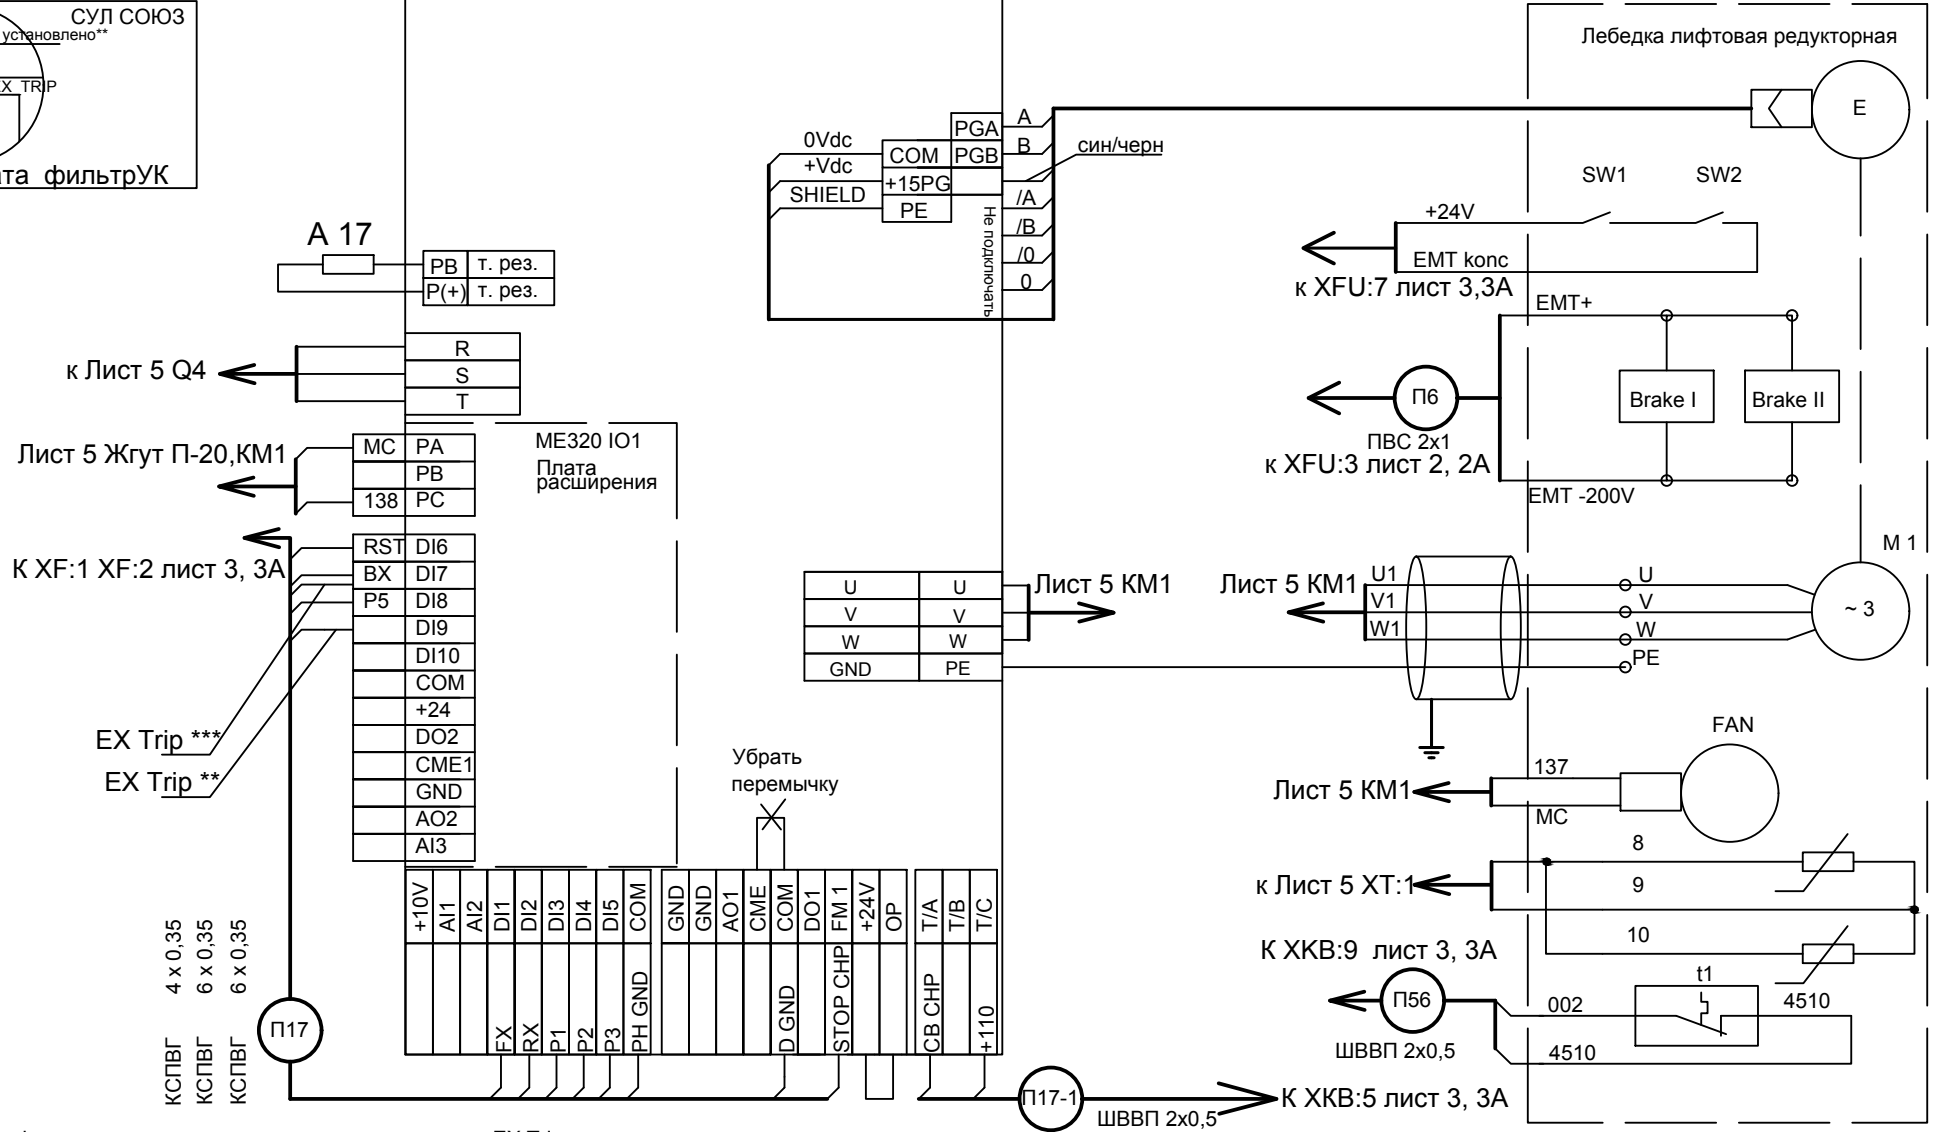 СУЛ СОЮЗ
установлено**
TRIP
фильтрУК
А 17
PB т. рез.
P(+) т. рез.
к Лист 5 Q4
R
S
T
Лист 5 Жгут П-20,КМ1
MC PA
PB
138 PC
ME320 IO1
Плата
расширения
К XF:1 XF:2 лист 3, 3А
RST DI6
BX DI7
P5 DI8
DI9
DI10
COM
+24
DO2
CME1
GND
AO2
AI3
EX Trip ***
EX Trip **
Убрать
перемычку
0Vdc
+Vdc
SHIELD
PGA
COM PGB
+15PG
PE
A
B
син/черн
/A
/B
/0
0
Не подключать
U U
V V
W W
GND PE
Лист 5 КМ1
+10V
AI1
AI2
DI1
DI2
DI3
DI4
DI5
COM
GND
GND
AO1
CME
COM
DO1
FM 1
+24V
OP
T/A
T/B
T/C
FX
RX
P1
P2
P3
PH GND
D GND
STOP CHP
CB CHP
+110
КСПВГ 4 x 0,35
КСПВГ 6 x 0,35
КСПВГ 6 x 0,35
П17
П17-1
ШВВП 2х0,5
К ХКВ:5 лист 3, 3А
Лебедка лифтовая редукторная
E
SW1 SW2
+24V
EMT konc
к XFU:7 лист 3,3А
EMT+
П6
ПВС 2х1
к XFU:3 лист 2, 2А
Brake I
Brake II
EMT -200V
М 1
Лист 5 КМ1
U1
V1
W1
U
V
W
PE
~ 3
FAN
Лист 5 КМ1
137
MC
к Лист 5 ХТ:1
8
9
10
К ХКВ:9 лист 3, 3А
П56
ШВВП 2х0,5
002
t1
4510
4510